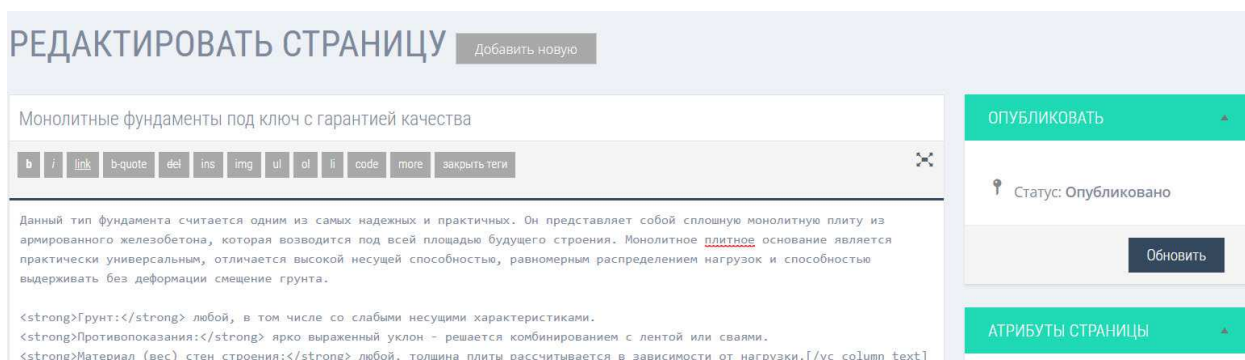 РЕДАКТИРОВАТЬ СТРАНИЦУ Добавить новую
Монолитные фундаменты под ключ с гарантией качества
b i link b-quote del ins img ul ol li code more закрыть теги
Данный тип фундамента считается одним из самых надежных и практичных. Он представляет собой сплошную монолитную плиту из
армированного железобетона, которая возводится под всей площадью будущего строения. Монолитное плитное основание является
практически универсальным, отличается высокой несущей способностью, равномерным распределением нагрузок и способностью
выдерживать без деформации смещение грунта.
<strong>Грунт:</strong> любой, в том числе со слабыми несущими характеристиками.
<strong>Противопоказания:</strong> ярко выраженный уклон - решается комбинированием с лентой или сваями.
<strong>Материал (вес) стен строения:</strong> любой, толщина плиты рассчитывается в зависимости от нагрузки.[/vc_column_text]
ОПУБЛИКОВАТЬ
Статус: Опубликовано
Обновить
АТРИБУТЫ СТРАНИЦЫ